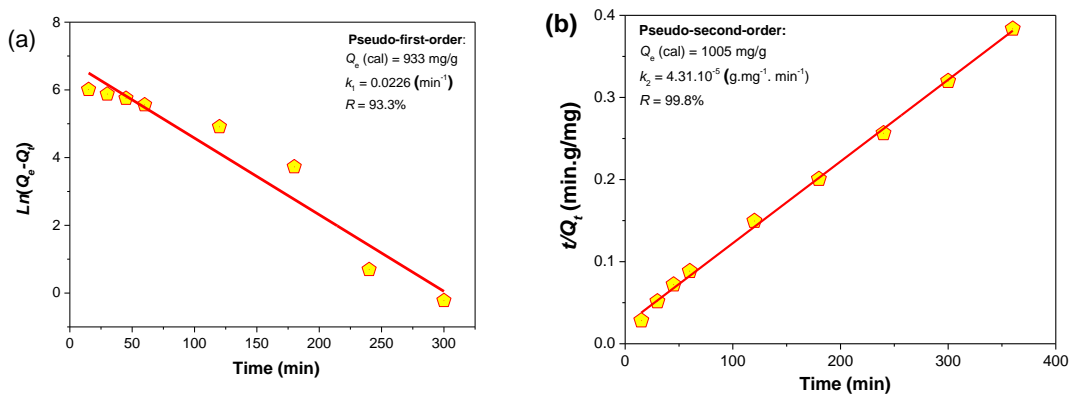 (a)
Pseudo-first-order:
Qe (cal) = 933 mg/g
k1 = 0.0226 (min-1)
R = 93.3%
8
6
4
2
0
Ln(Qe-Qt)
0 50 100 150 200 250 300
Time (min)
(b)
Pseudo-second-order:
Qe (cal) = 1005 mg/g
k2 = 4.31.10-5 (g.mg-1. min-1)
R = 99.8%
0.4
0.3
0.2
0.1
0.0
t/Qt (min.g/mg)
0 100 200 300 400
Time (min)